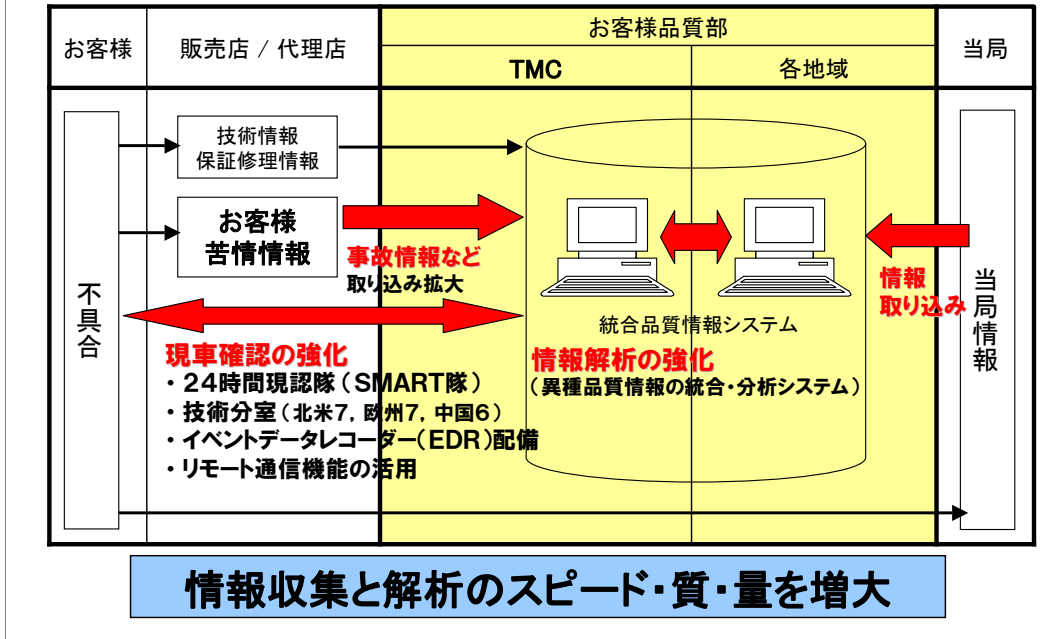 お客様
販売店 / 代理店
お客様品質部
TMC
各地域
当局
不具合
技術情報
保証修理情報
お客様
苦情情報
事故情報など
取り込み拡大
情報
取り込み
当局情報
統合品質情報システム
現車確認の強化
・24時間現認隊(SMART隊)
・技術分室(北米7, 欧州7, 中国6)
・イベントデータレコーダー(EDR)配備
・リモート通信機能の活用
情報解析の強化
(異種品質情報の統合・分析システム)
情報収集と解析のスピード・質・量を増大